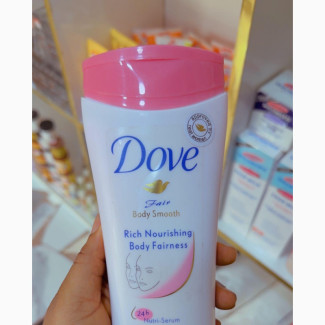 Dove
Fair
Body Smooth
Rich Nourishing
Body Fairness
24h
Nutri-Serum